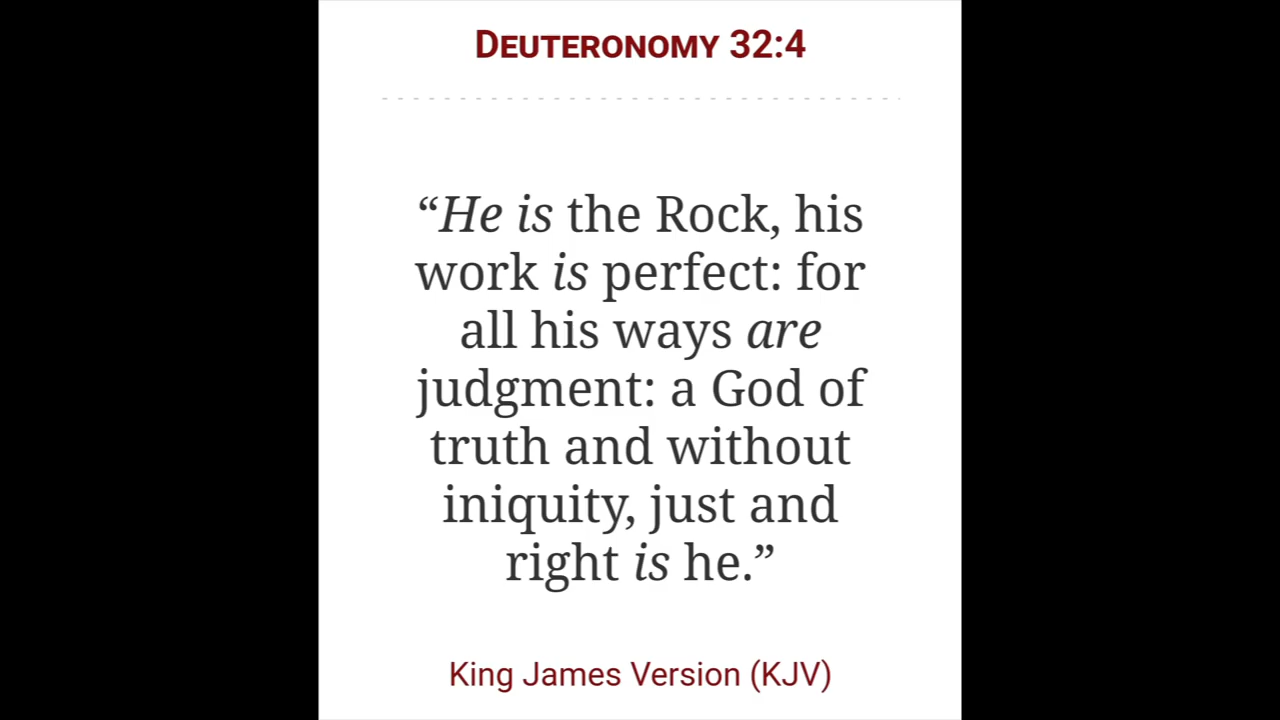 DEUTERONOMY 32:4
“He is the Rock, his
work is perfect: for
all his ways are
judgment: a God of
truth and without
iniquity, just and
right is he.”
King James Version (KJV)